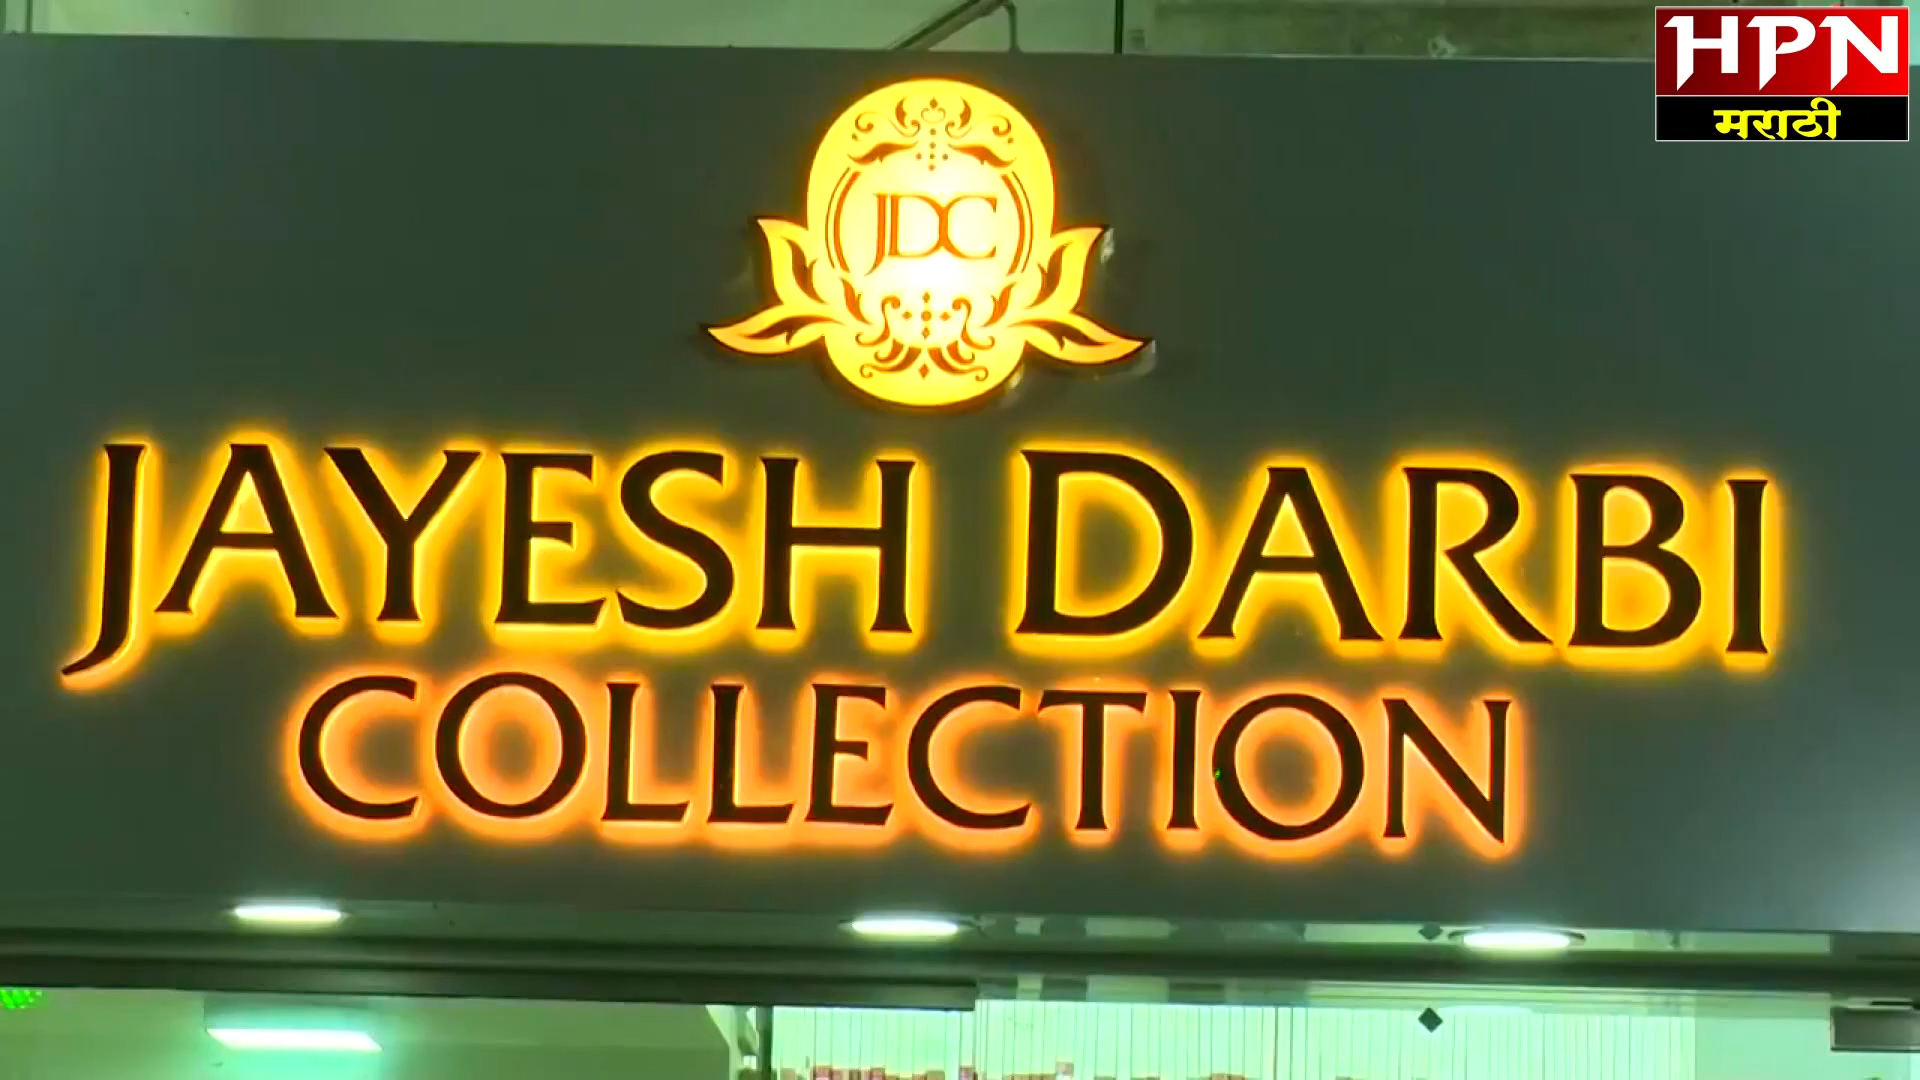 HPN
मराठी
JDC
JAYESH DARBI
COLLECTION